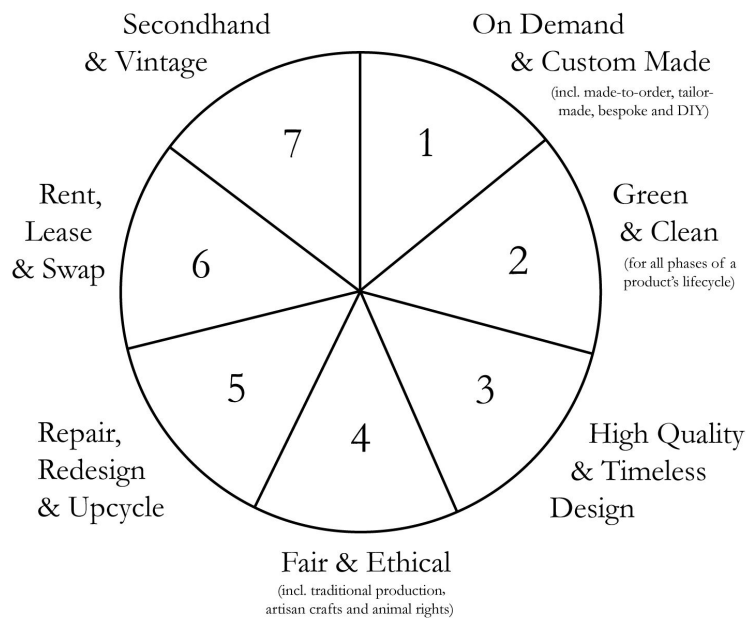 Secondhand
& Vintage
7
On Demand
& Custom Made
(incl. made-to-order, tailor-
made, bespoke and DIY)
1
Green
& Clean
(for all phases of a
product's lifecycle)
2
High Quality
& Timeless
Design
3
Fair & Ethical
(incl. traditional production,
artisan crafts and animal rights)
4
Repair,
Redesign
& Upcycle
5
Rent,
Lease
& Swap
6